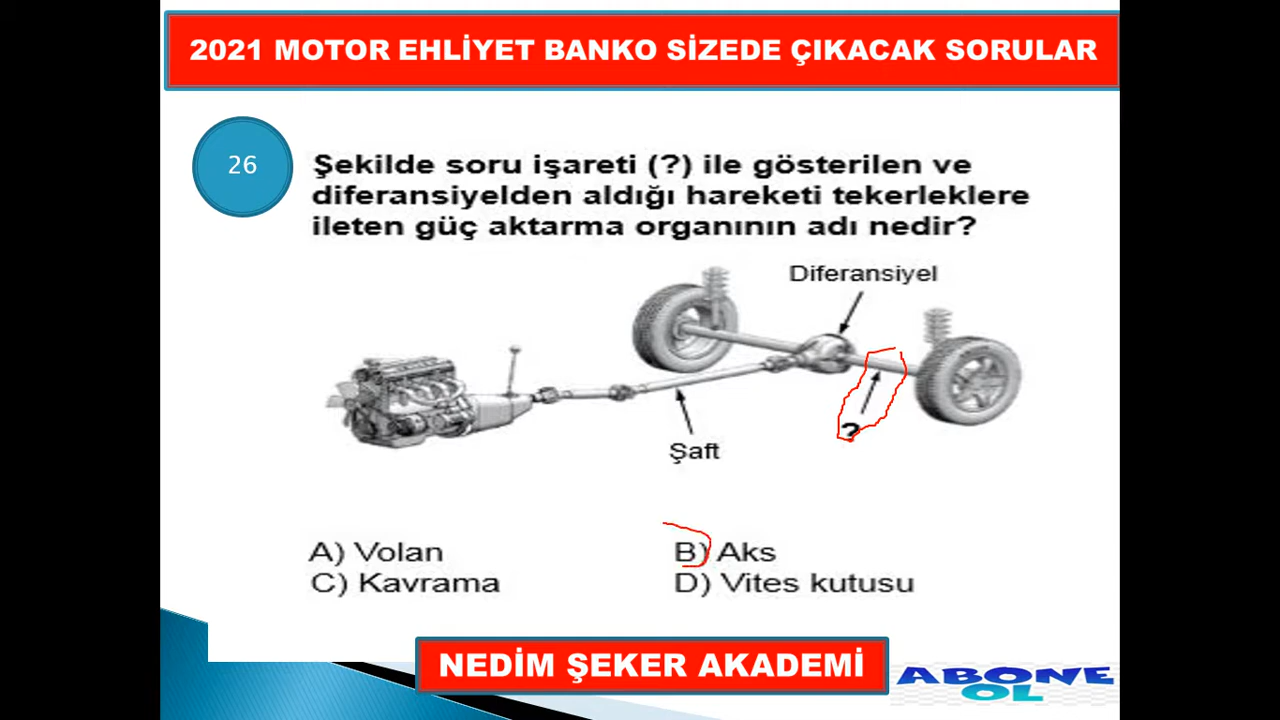 2021 MOTOR EHLİYET BANKO SİZEDE ÇIKACAK SORULAR
26
Şekilde soru işareti (?) ile gösterilen ve
diferansiyelden aldığı hareketi tekerleklere
ileten güç aktarma organının adı nedir?
Diferansiyel
?
Şaft
A) Volan
B) Aks
C) Kavrama
D) Vites kutusu
NEDİM ŞEKER AKADEMİ
ABONE
OL